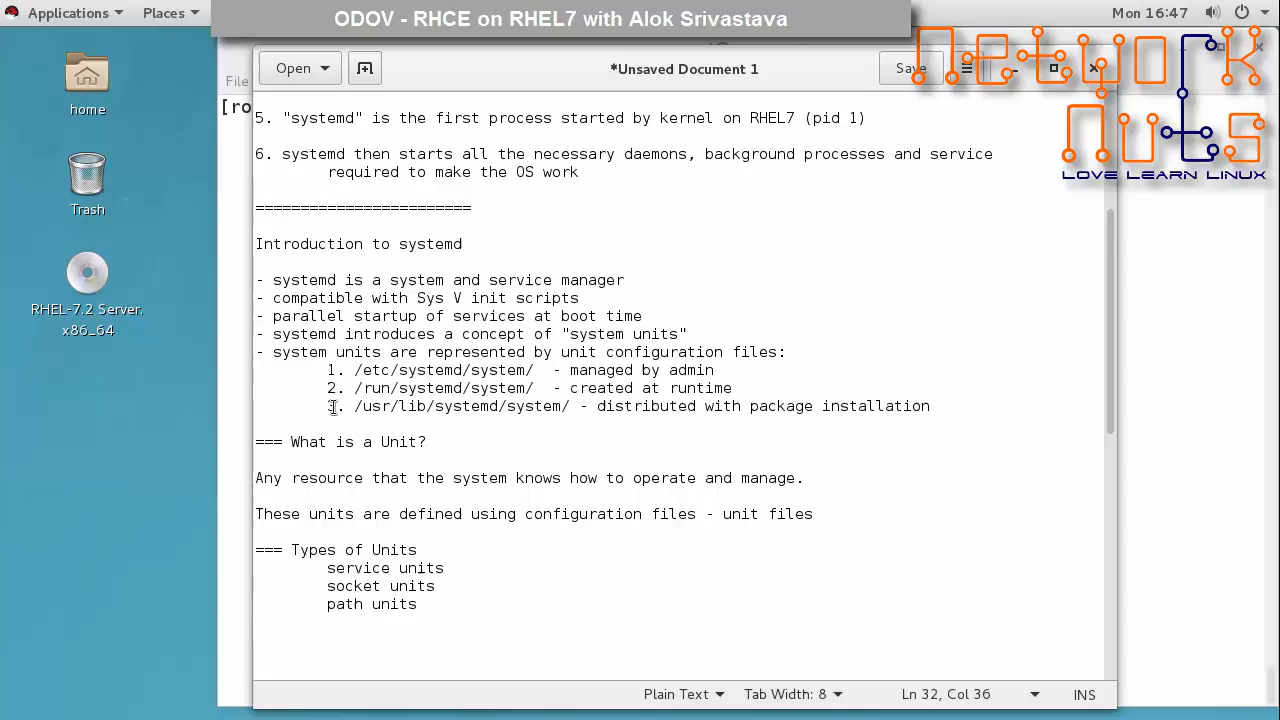 Applications
Places
ODOV - RHCE on RHEL7 with Alok Srivastava
Mon 16:47
NETWORK
NUTS
LOVE LEARN LINUX
home
Trash
RHEL-7.2 Server.
x86_64
File
[ro
Open
*Unsaved Document 1
Save
5. "systemd" is the first process started by kernel on RHEL7 (pid 1)
6. systemd then starts all the necessary daemons, background processes and service
required to make the OS work
========================
Introduction to systemd
- systemd is a system and service manager
- compatible with Sys V init scripts
- parallel startup of services at boot time
- systemd introduces a concept of "system units"
- system units are represented by unit configuration files:
1. /etc/systemd/system/  - managed by admin
2. /run/systemd/system/  - created at runtime
3. /usr/lib/systemd/system/ - distributed with package installation
=== What is a Unit?
Any resource that the system knows how to operate and manage.
These units are defined using configuration files - unit files
=== Types of Units
service units
socket units
path units
Plain Text
Tab Width: 8
Ln 32, Col 36
INS